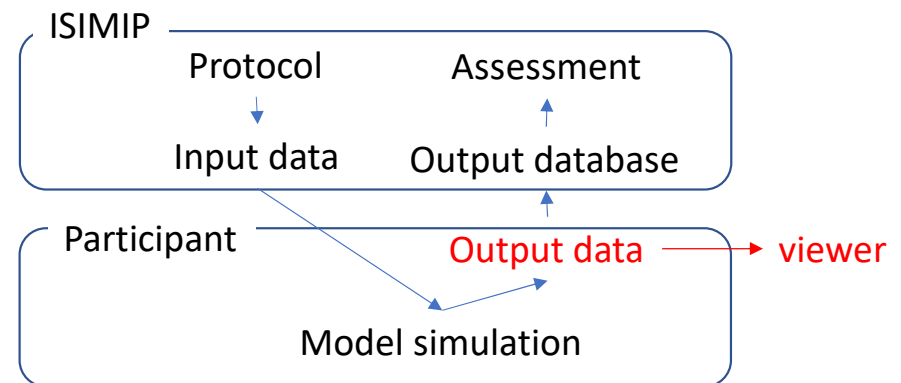 ISIMIP
Protocol
Assessment
Input data
Output database
Participant
Output data
viewer
Model simulation